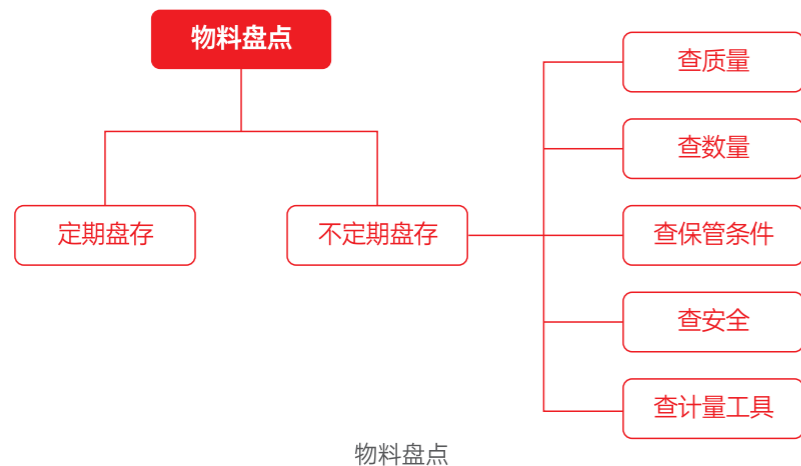 物料盘点
定期盘存
不定期盘存
查质量
查数量
查保管条件
查安全
查计量工具
物料盘点